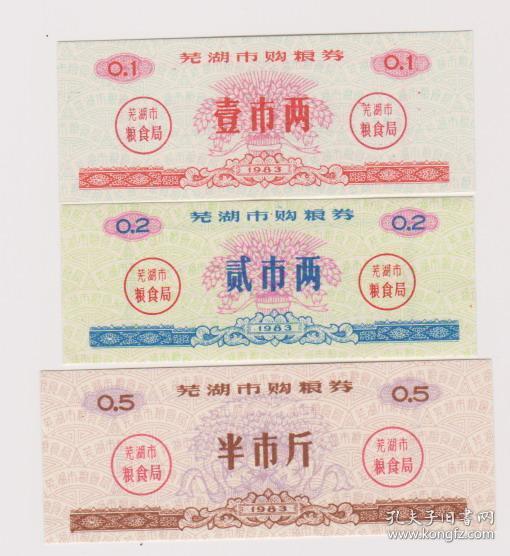 芜湖市购粮券
0.1 0.1
壹市两
芜湖市
粮食局
芜湖市
粮食局
1983
芜湖市购粮券
0.2 0.2
贰市两
芜湖市
粮食局
芜湖市
粮食局
1983
芜湖市购粮券
0.5 0.5
半市斤
芜湖市
粮食局
芜湖市
粮食局
1983
孔夫子旧书网
www.kongfz.com